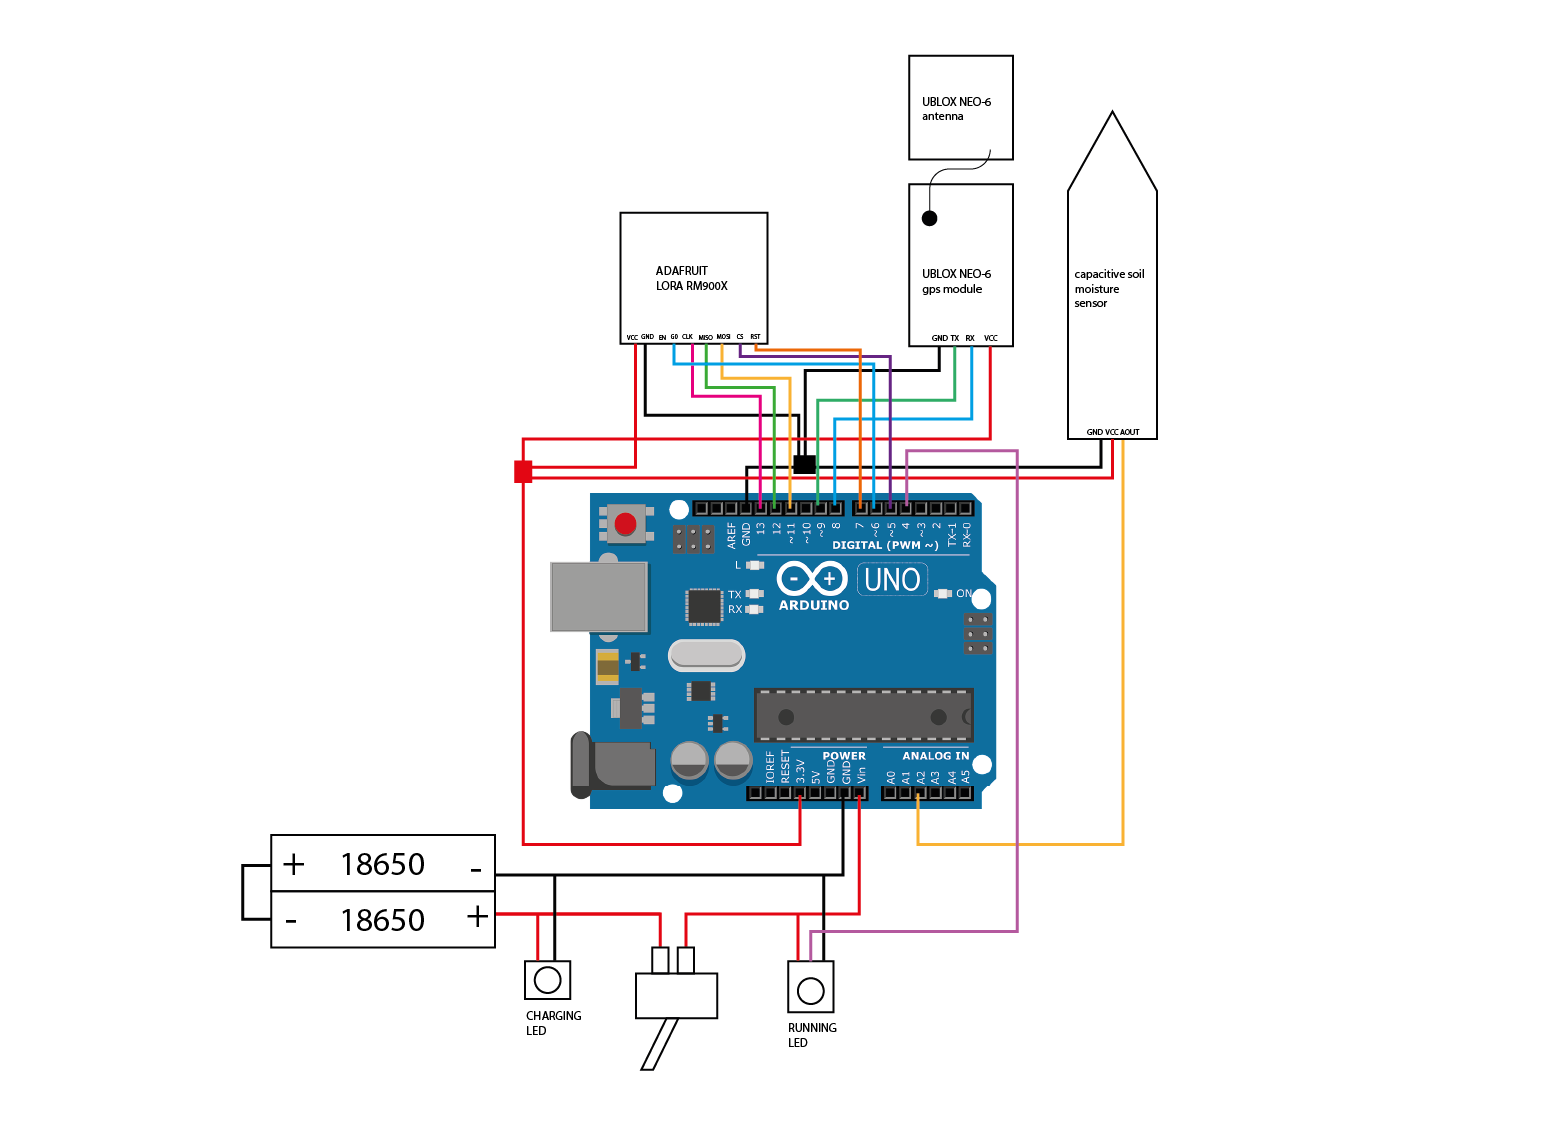 UBLOX NEO-6
antenna
ADAFRUIT
LORA RM900X
VCC GND EN G0 CLK MISO MOSI CS RST
UBLOX NEO-6
gps module
GND TX RX VCC
capacitive soil
moisture
sensor
GND VCC AOUT
AREF
GND
13
12
~11
~10
~9
8
7
~6
~5
4
~3
2
TX-1
RX-0
DIGITAL (PWM ~)
L
TX
RX
- +
ARDUINO
UNO
ON
POWER
ANALOG IN
IOREF
RESET
3.3V
5V
GND
GND
Vin
A0
A1
A2
A3
A4
A5
+ 18650 -
- 18650 +
CHARGING
LED
RUNNING
LED